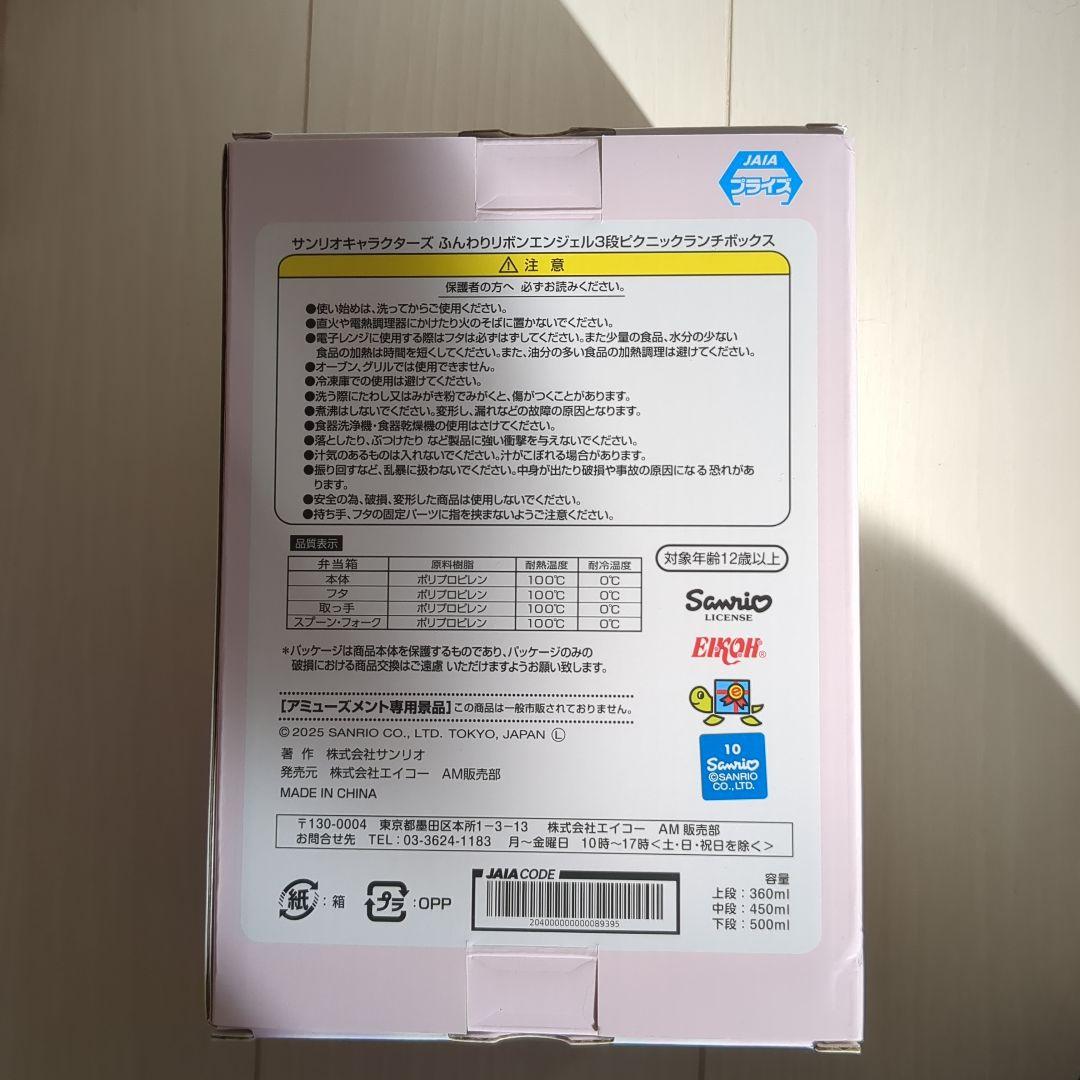 JAIA
プライズ
サンリオキャラクターズ ふんわりリボンエンジェル3段ピクニックランチボックス
注意
保護者の方へ 必ずお読みください。
●使い始めは、洗ってからご使用ください。
●直火や電熱調理器にかけたり火のそばに置かないでください。
●電子レンジに使用する際はフタは必ずはずしてください。また少量の食品、水分の少ない
食品の加熱は時間を短くしてください。また、油分の多い食品の加熱調理は避けてください。
●オーブン、グリルでは使用できません。
●冷凍庫での使用は避けてください。
●洗う際にたわし又はみがき粉でみがくと、傷がつくことがあります。
●煮沸はしないでください。変形し、漏れなどの故障の原因となります。
●食器洗浄機・食器乾燥機の使用はさけてください。
●落としたり、ぶつけたり など製品に強い衝撃を与えないでください。
●汁気のあるものは入れないでください。汁がこぼれる場合があります。
●振り回すなど、乱暴に扱わないでください。中身が出たり破損や事故の原因になる 恐れがあ
ります。
●安全の為、破損、変形した商品は使用しないでください。
●持ち手、フタの固定パーツに指を挟まないようご注意ください。
品質表示
弁当箱 原料樹脂 耐熱温度 耐冷温度
本体 ポリプロピレン 100℃ 0℃
フタ ポリプロピレン 100℃ 0℃
取っ手 ポリプロピレン 100℃ 0℃
スプーン・フォーク ポリプロピレン 100℃ 0℃
対象年齢12歳以上
Sanrio
LICENSE
EIKOH®
*パッケージは商品本体を保護するものであり、パッケージのみの
破損における商品交換はご遠慮 いただけますようお願い致します。
【アミューズメント専用景品】この商品は一般市販されておりません。
©2025 SANRIO CO., LTD. TOKYO, JAPAN Ⓛ
著 作 株式会社サンリオ
発売元 株式会社エイコー AM販売部
MADE IN CHINA
e
10
Sanrio
©SANRIO
CO.,LTD.
〒130-0004 東京都墨田区本所1-3-13 株式会社エイコー AM販売部
お問合せ先 TEL:03-3624-1183 月～金曜日 10時～17時<土・日・祝日を除く>
紙:箱
プラ:OPP
JAIA CODE
204000000000089395
容量
上段:360ml
中段:450ml
下段:500ml